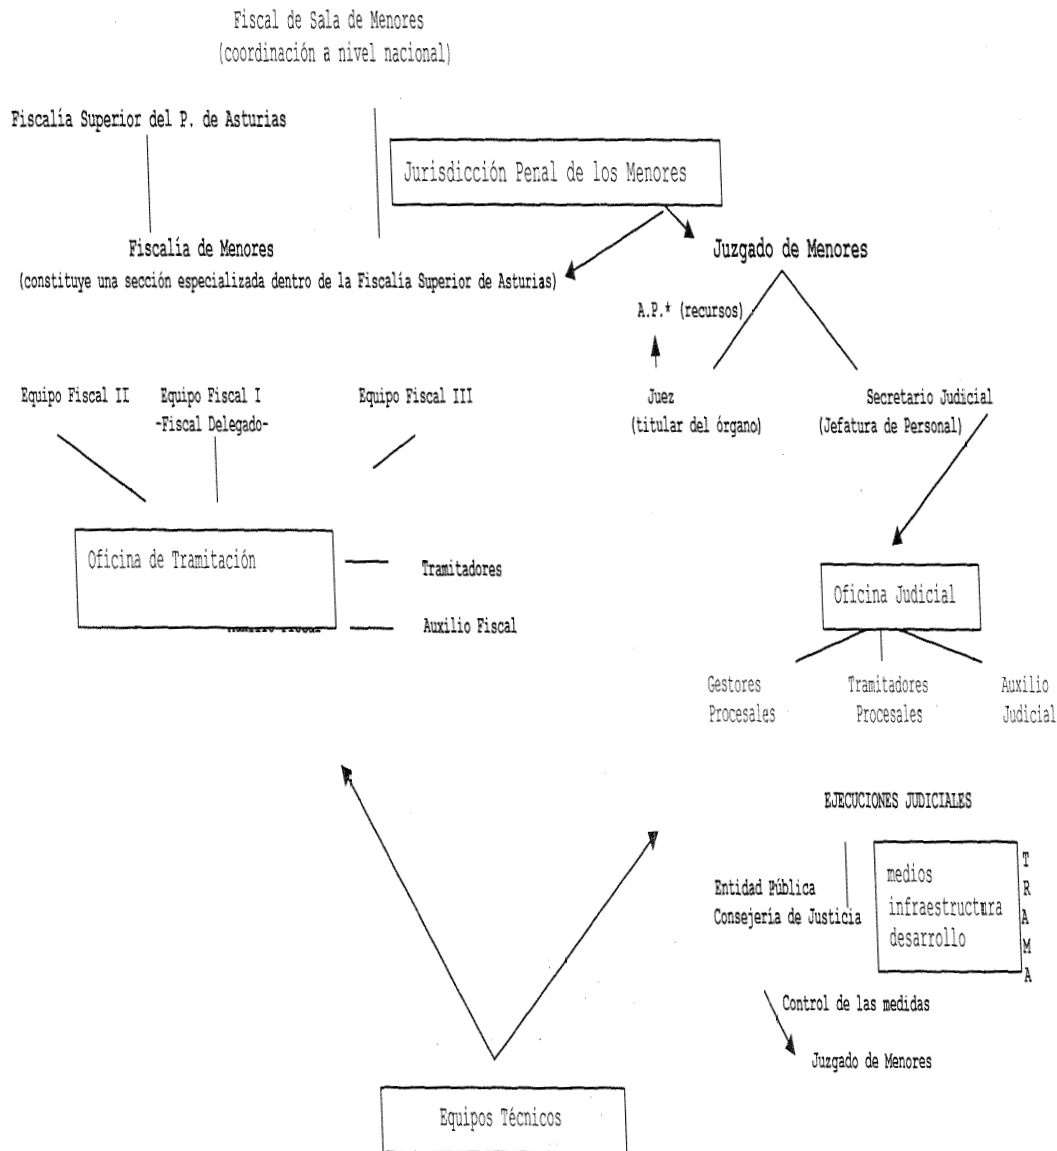 Fiscal de Sala de Menores
(coordinación a nivel nacional)
Fiscalía Superior del P. de Asturias
Jurisdicción Penal de los Menores
Fiscalía de Menores
(constituye una sección especializada dentro de la Fiscalía Superior de Asturias)
Juzgado de Menores
A.P.* (recursos)
Equipo Fiscal II
Equipo Fiscal I
-Fiscal Delegado-
Equipo Fiscal III
Juez
(titular del órgano)
Secretario Judicial
(Jefatura de Personal)
Oficina de Tramitación
Tramitadores
Auxilio Fiscal
Auxilio Fiscal
Oficina Judicial
Gestores
Procesales
Tramitadores
Procesales
Auxilio
Judicial
EJECUCIONES JUDICIALES
Entidad Pública
Consejería de Justicia
medios
infraestructura
desarrollo
T
R
A
M
A
Control de las medidas
Juzgado de Menores
Equipos Técnicos